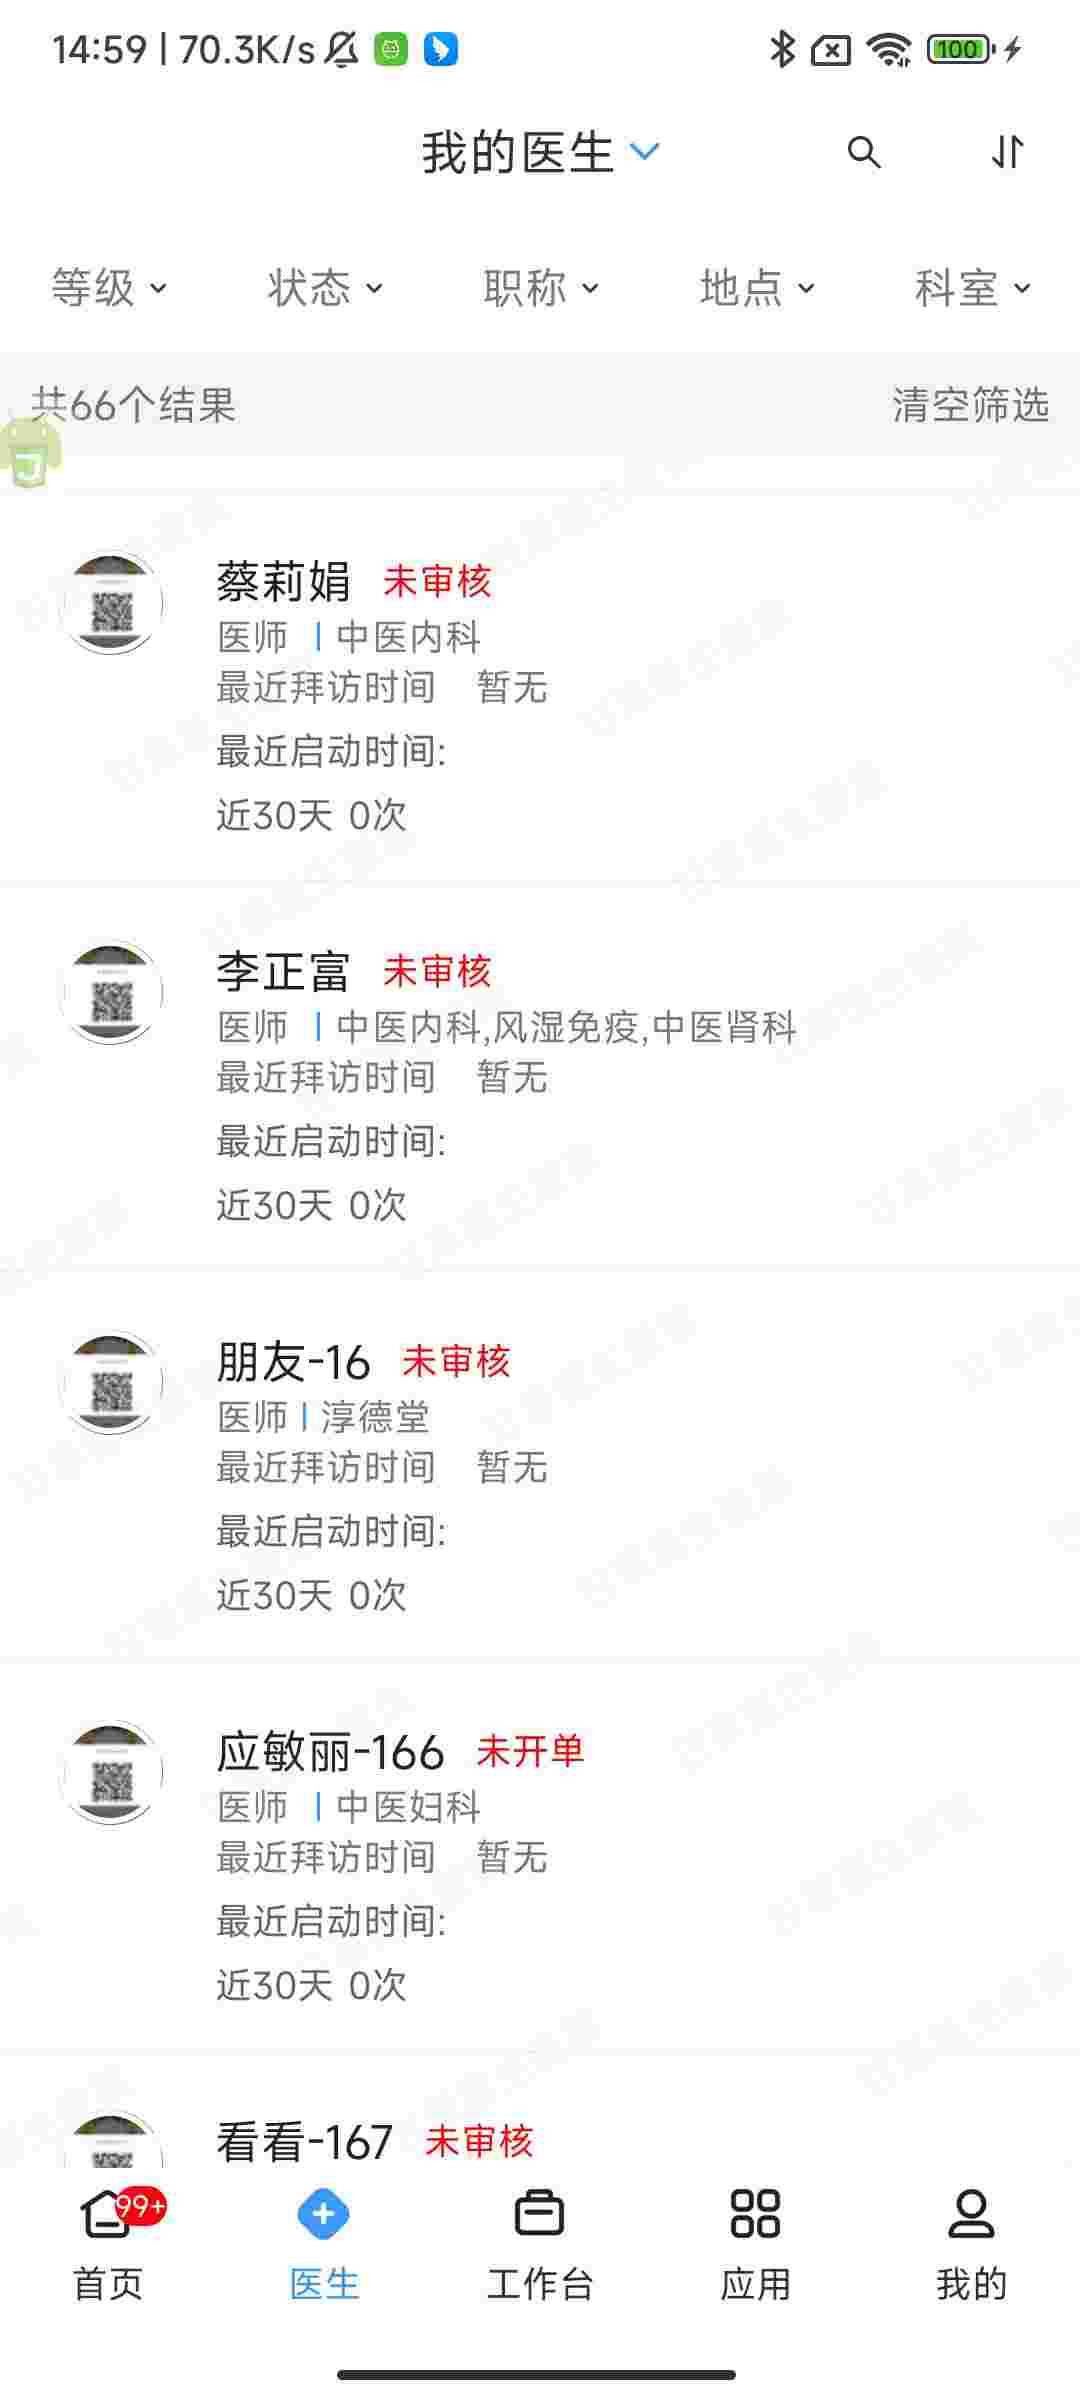 14:59 | 70.3K/s
100
我的医生
等级 状态 职称 地点 科室
共66个结果 清空筛选
蔡莉娟 未审核
医师 | 中医内科
最近拜访时间 暂无
最近启动时间:
近30天 0次
李正富 未审核
医师 | 中医内科,风湿免疫,中医肾科
最近拜访时间 暂无
最近启动时间:
近30天 0次
朋友-16 未审核
医师 | 淳德堂
最近拜访时间 暂无
最近启动时间:
近30天 0次
应敏丽-166 未开单
医师 | 中医妇科
最近拜访时间 暂无
最近启动时间:
近30天 0次
看看-167 未审核
99+
首页 医生 工作台 应用 我的